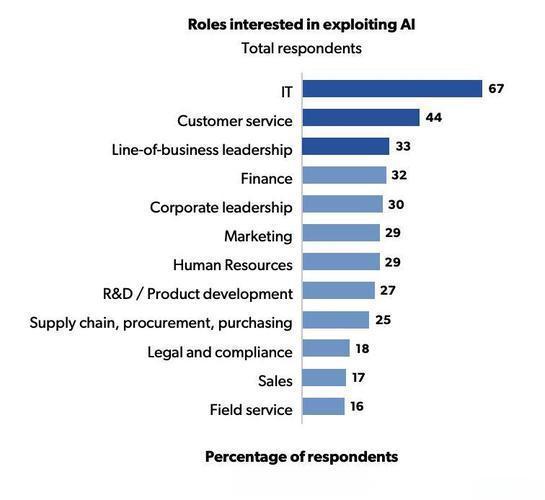 Roles interested in exploiting AI
Total respondents
IT 67
Customer service 44
Line-of-business leadership 33
Finance 32
Corporate leadership 30
Marketing 29
Human Resources 29
R&D / Product development 27
Supply chain, procurement, purchasing 25
Legal and compliance 18
Sales 17
Field service 16
Percentage of respondents